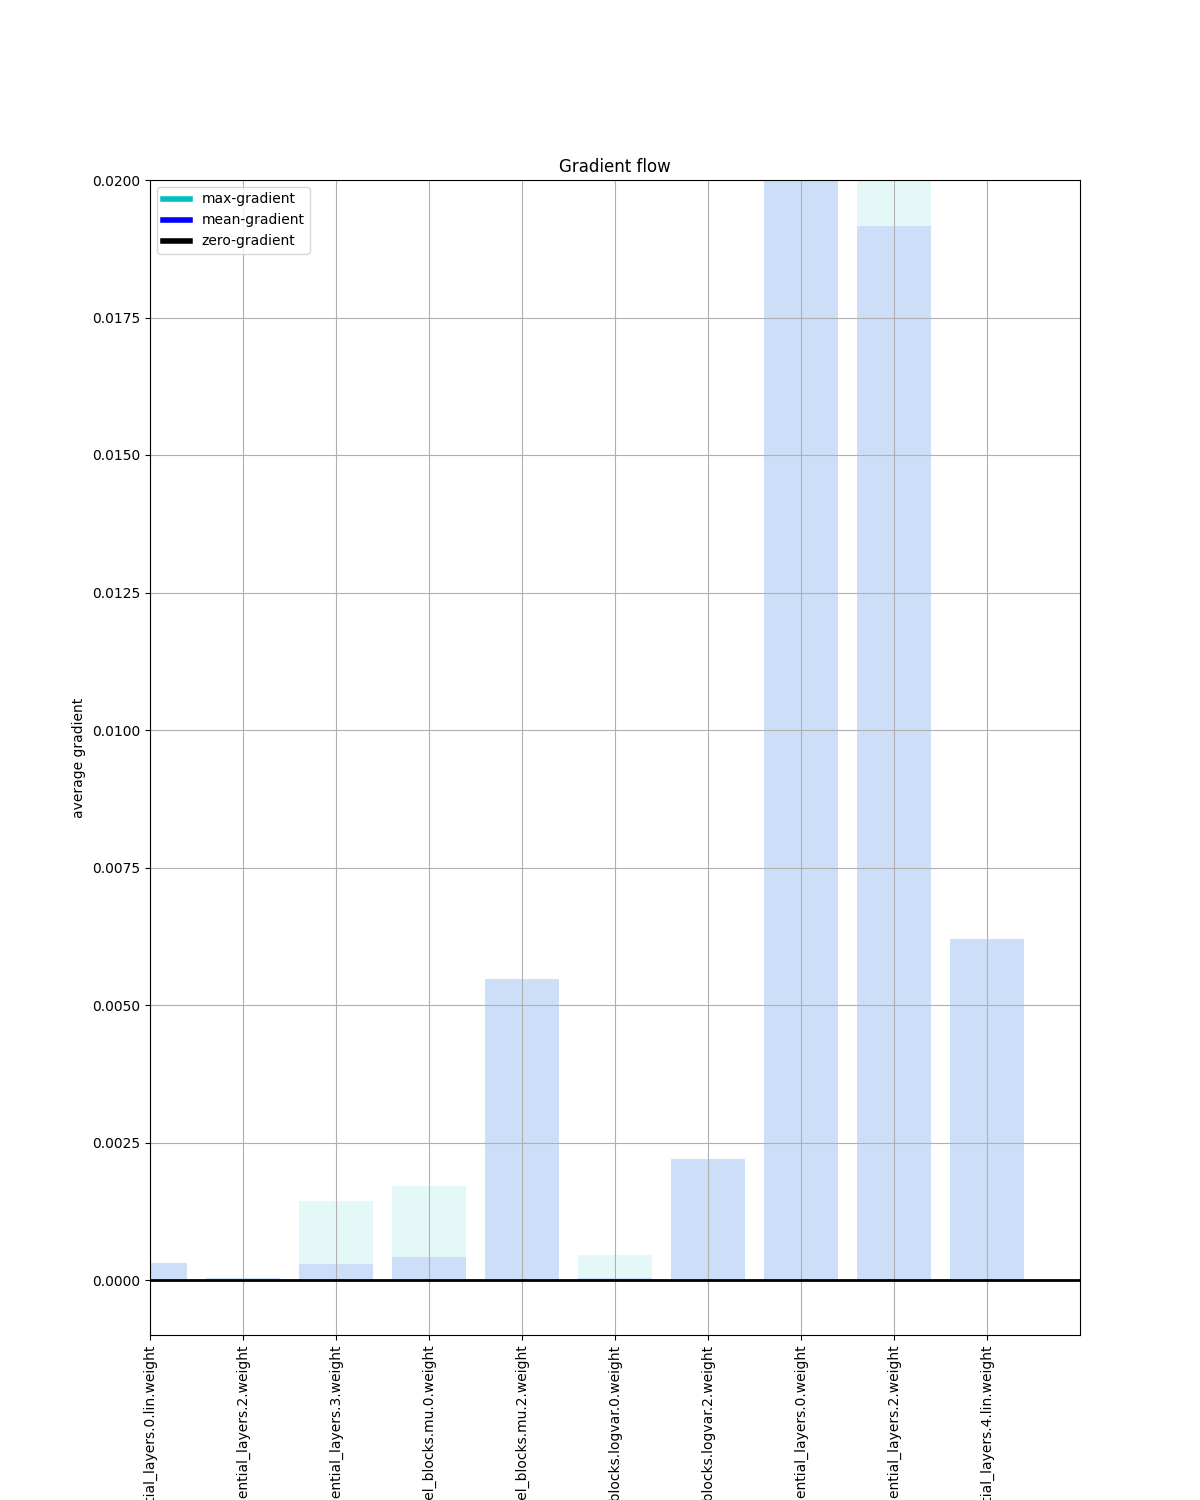 Gradient flow
max-gradient
mean-gradient
zero-gradient
average gradient
0.0200
0.0175
0.0150
0.0125
0.0100
0.0075
0.0050
0.0025
0.0000
tial_layers.0.lin.weight
ential_layers.2.weight
ential_layers.3.weight
el_blocks.mu.0.weight
el_blocks.mu.2.weight
blocks.logvar.0.weight
blocks.logvar.2.weight
ential_layers.0.weight
ential_layers.2.weight
tial_layers.4.lin.weight